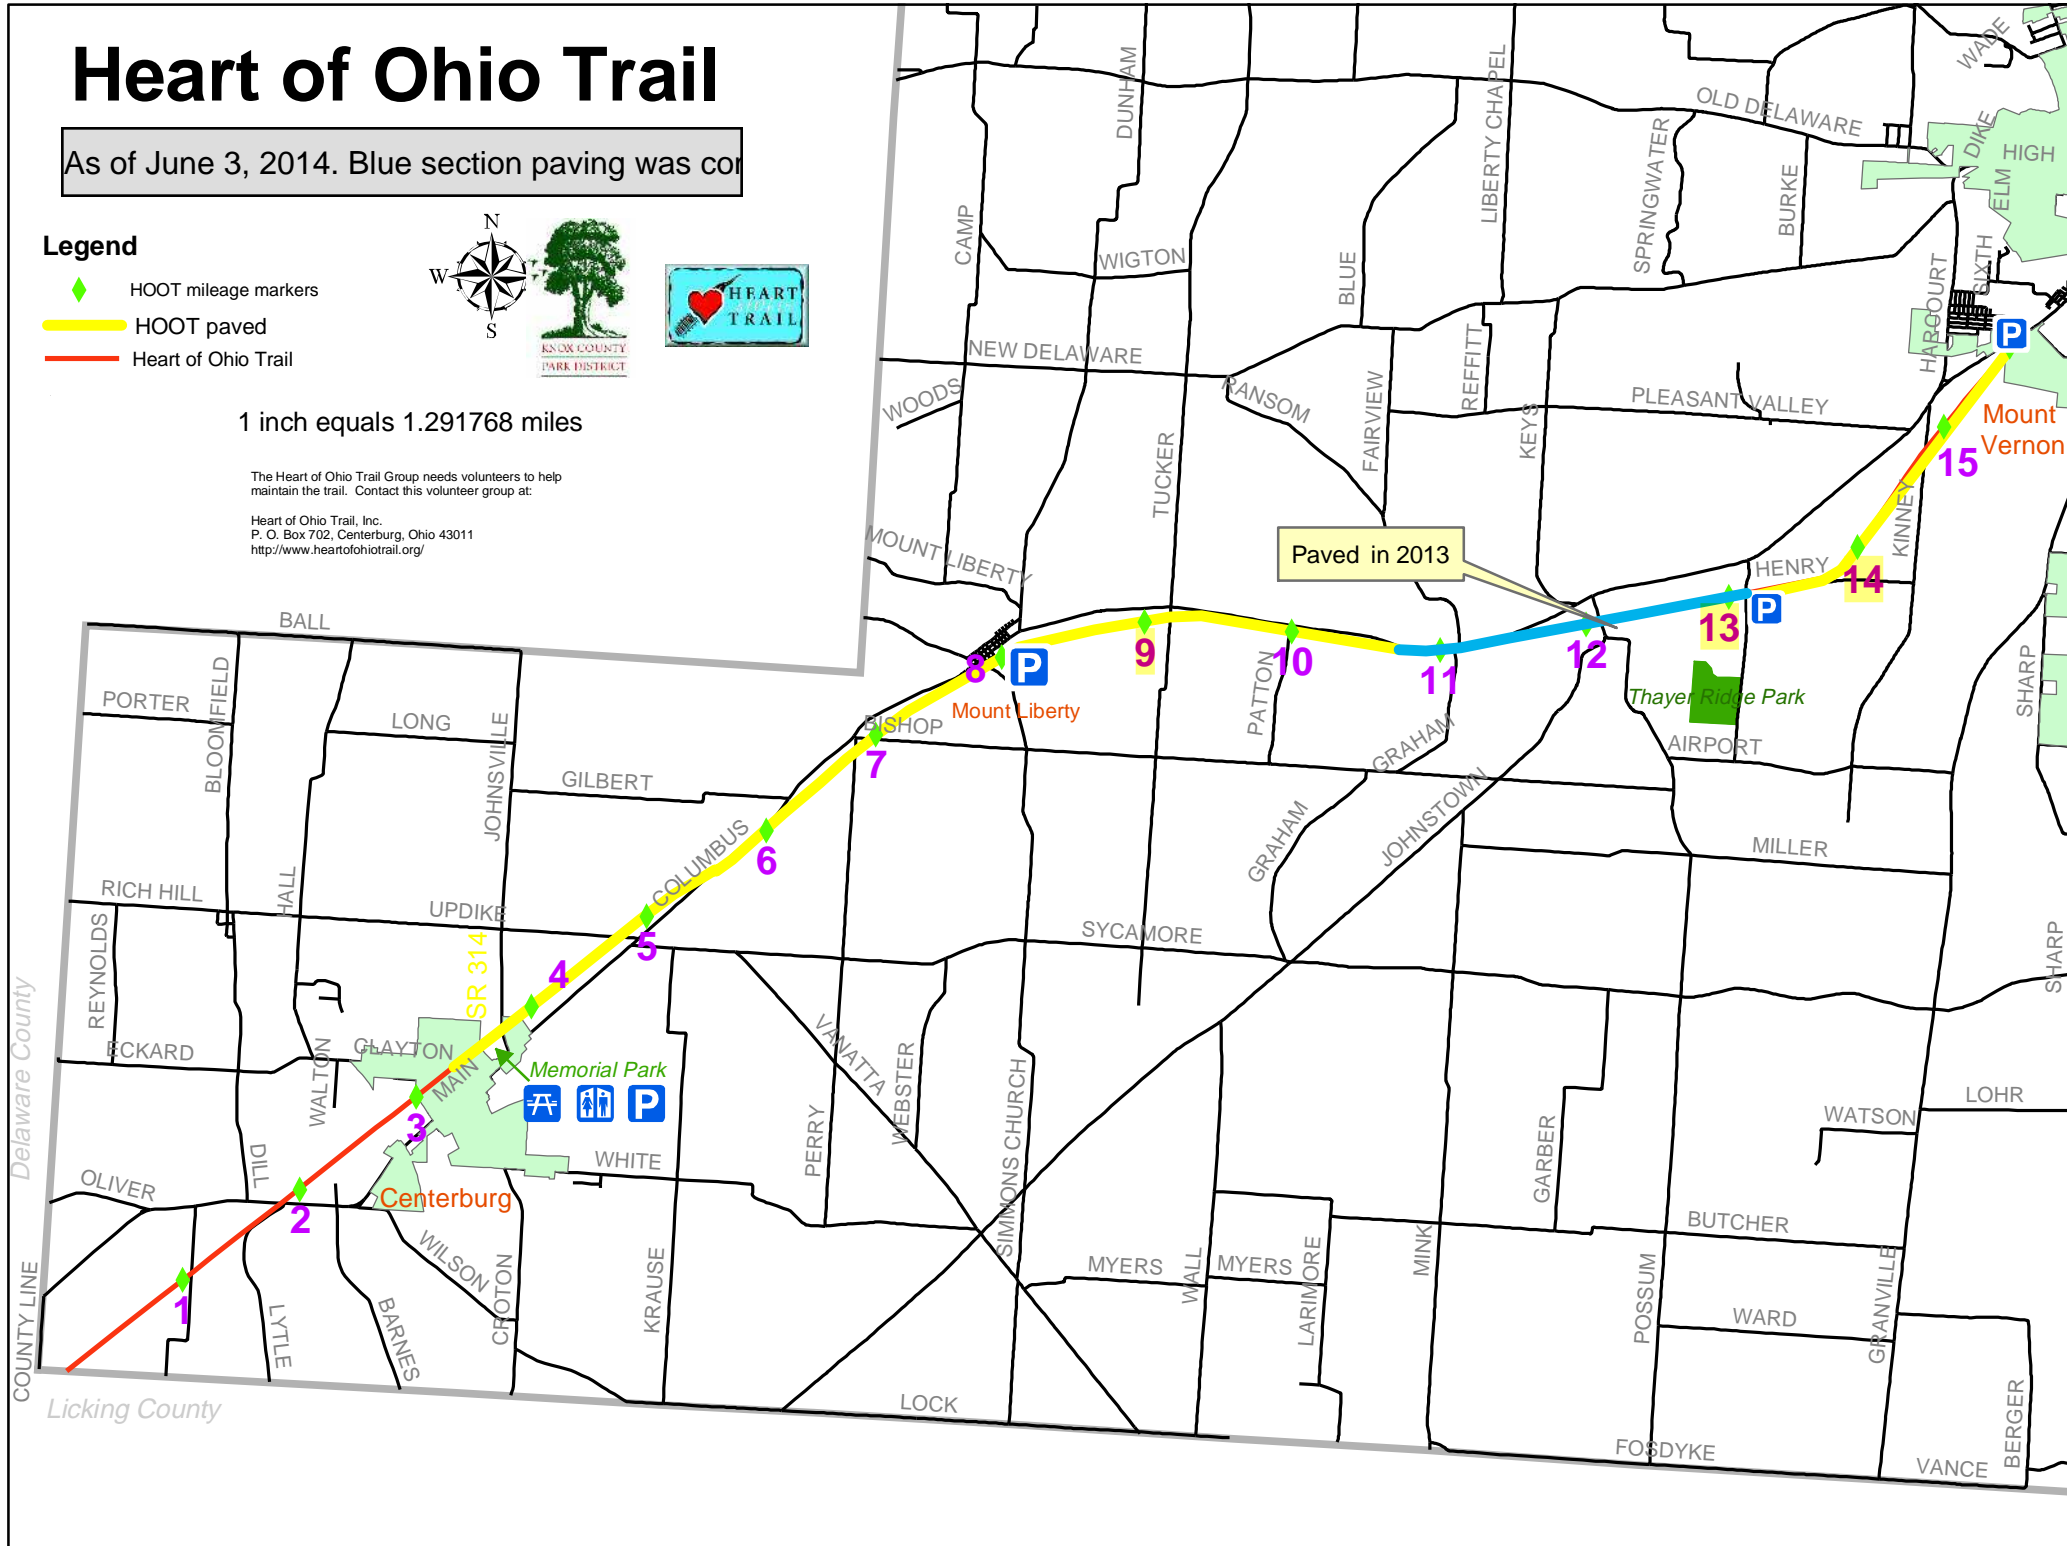 Heart of Ohio Trail
As of June 3, 2014. Blue section paving was cor
Legend
HOOT mileage markers
HOOT paved
Heart of Ohio Trail
N
W
S
KNOX COUNTY
PARK DISTRICT
HEART
TRAIL
1 inch equals 1.291768 miles
The Heart of Ohio Trail Group needs volunteers to help
maintain the trail. Contact this volunteer group at:
Heart of Ohio Trail, Inc.
P. O. Box 702, Centerburg, Ohio 43011
http://www.heartofohiotrail.org/
WADE
DUNHAM
LIBERTY CHAPEL
OLD DELAWARE
SPRINGWATER
DIKE
HIGH
ELM
BURKE
CAMP
WIGTON
BLUE
HARCOURT
SIXTH
P
NEW DELAWARE
WOODS
RANSOM
FAIRVIEW
REFFITT
KEYS
PLEASANT VALLEY
Mount
Vernon
15
TUCKER
KINNEY
MOUNT LIBERTY
Paved in 2013
HENRY
14
P
13
12
11
10
9
8
P
Mount Liberty
BISHOP
7
PATTON
GRAHAM
Thayer Ridge Park
AIRPORT
SHARP
BALL
PORTER
BLOOMFIELD
LONG
JOHNSVILLE
GILBERT
COLUMBUS
6
GRAHAM
JOHNSTOWN
MILLER
RICH HILL
HALL
UPDIKE
5
SYCAMORE
SHARP
REYNOLDS
SR 314
4
Delaware County
ECKARD
WALTON
CLAYTON
MAIN
Memorial Park
P
3
VANATTA
WEBSTER
PERRY
SIMMONS CHURCH
LOHR
WATSON
GARBER
OLIVER
DILL
WHITE
Centerburg
2
WILSON
CROTON
KRAUSE
MYERS
WALL
MYERS
LARIMORE
MINK
BUTCHER
POSSUM
GRANVILLE
WARD
1
LYTLE
BARNES
COUNTY LINE
Licking County
LOCK
FOSDYKE
VANCE
BERGER